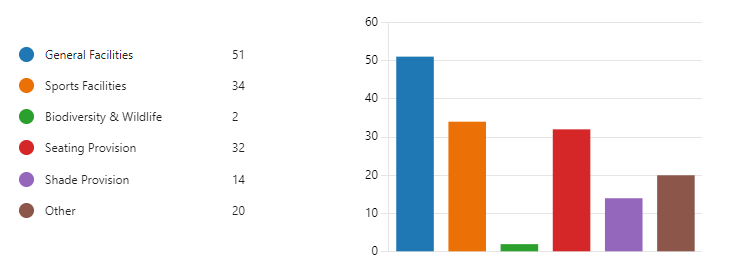 General Facilities 51
Sports Facilities 34
Biodiversity & Wildlife 2
Seating Provision 32
Shade Provision 14
Other 20
60
50
40
30
20
10
0